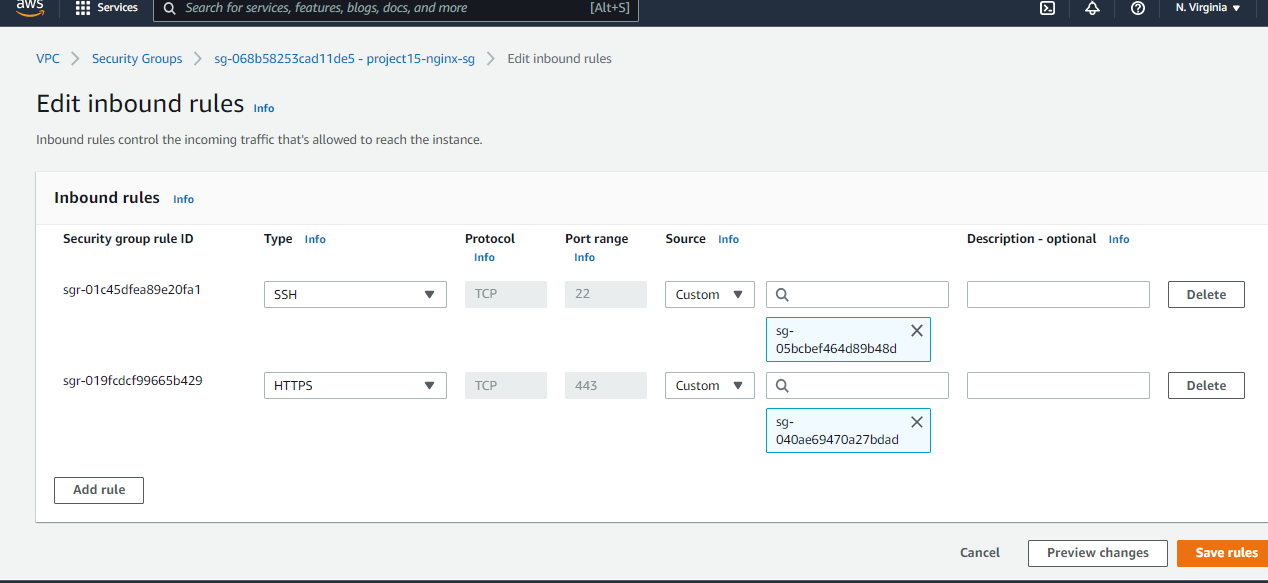 aws Services Search for services, features, blogs, docs, and more [Alt+S] N. Virginia
VPC Security Groups sg-068b58253cad11de5 - project15-nginx-sg Edit inbound rules
Edit inbound rules Info
Inbound rules control the incoming traffic that's allowed to reach the instance.
Inbound rules Info
Security group rule ID Type Info Protocol Port range Source Info Description - optional Info
Info Info
sgr-01c45dfea89e20fa1 SSH TCP 22 Custom Delete
sg-
05bcbef464d89b48d
sgr-019fcdcf99665b429 HTTPS TCP 443 Custom Delete
sg-
040ae69470a27bdad
Add rule
Cancel Preview changes Save rules